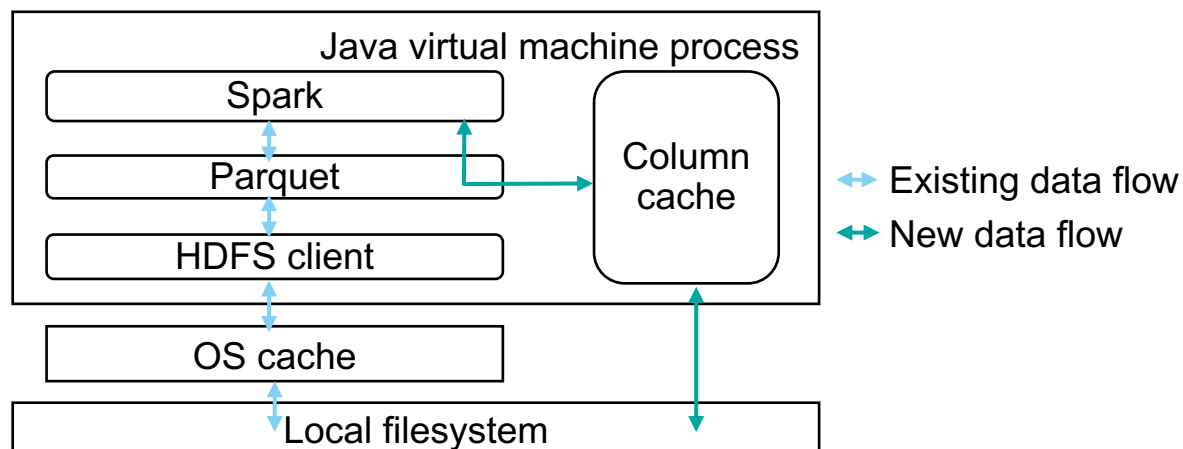 Java virtual machine process
Spark
Parquet
HDFS client
Column
cache
OS cache
Local filesystem
Existing data flow
New data flow